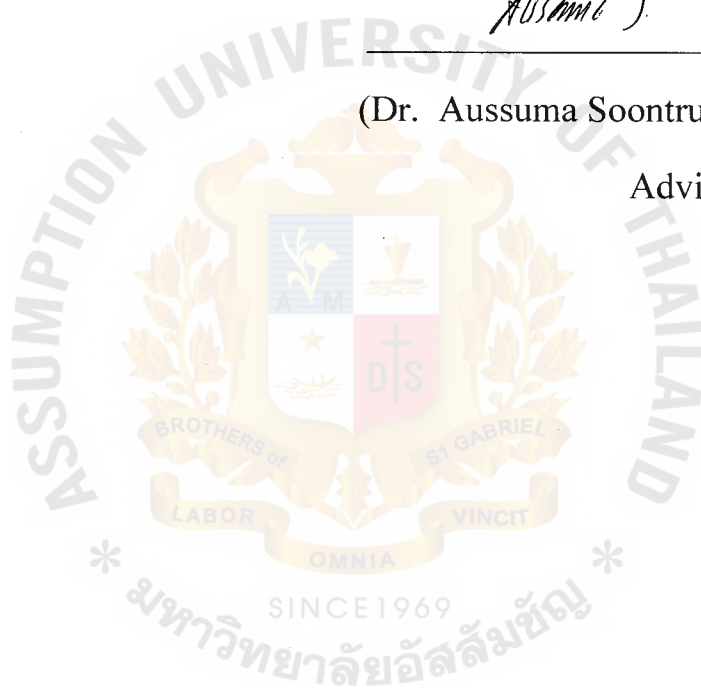 (Dr. Aussuma Soontru
Advi
ASSUMPTION UNIVERSITY OF THAILAND
A M
D S
BROTHERS of
ST GABRIEL
LABOR
VINCIT
OMNIA
SINCE1969
มหาวิทยาลัยอัสสัมชัญ